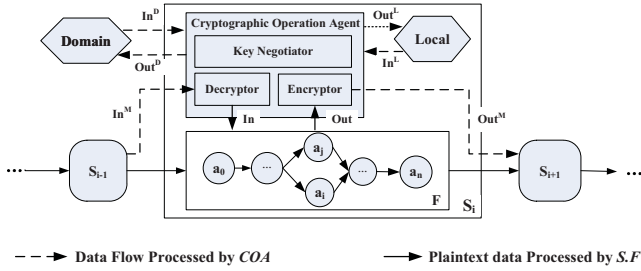 In^D
Cryptographic Operation Agent
Out^L
Domain
Key Negotiator
Local
Out^D
In^L
Decryptor
Encryptor
In^M
In
Out
Out^M
...
S_{i-1}
a_0
...
a_j
a_i
...
a_n
F
S_i
S_{i+1}
...
Data Flow Processed by COA
Plaintext data Processed by S.F